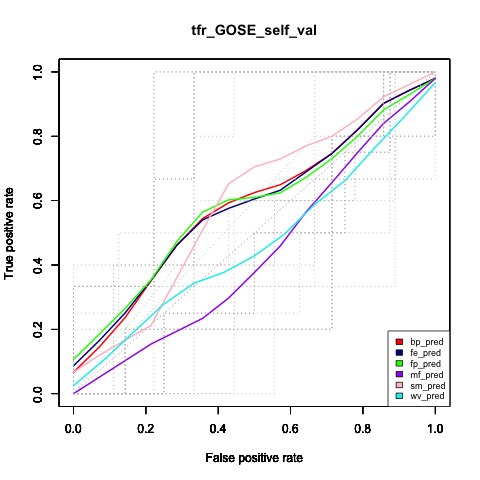 tfr_GOSE_self_val
True positive rate
1.0
0.8
0.6
0.4
0.2
0.0
bp_pred
fe_pred
fp_pred
mf_pred
sm_pred
wv_pred
0.0 0.2 0.4 0.6 0.8 1.0
False positive rate